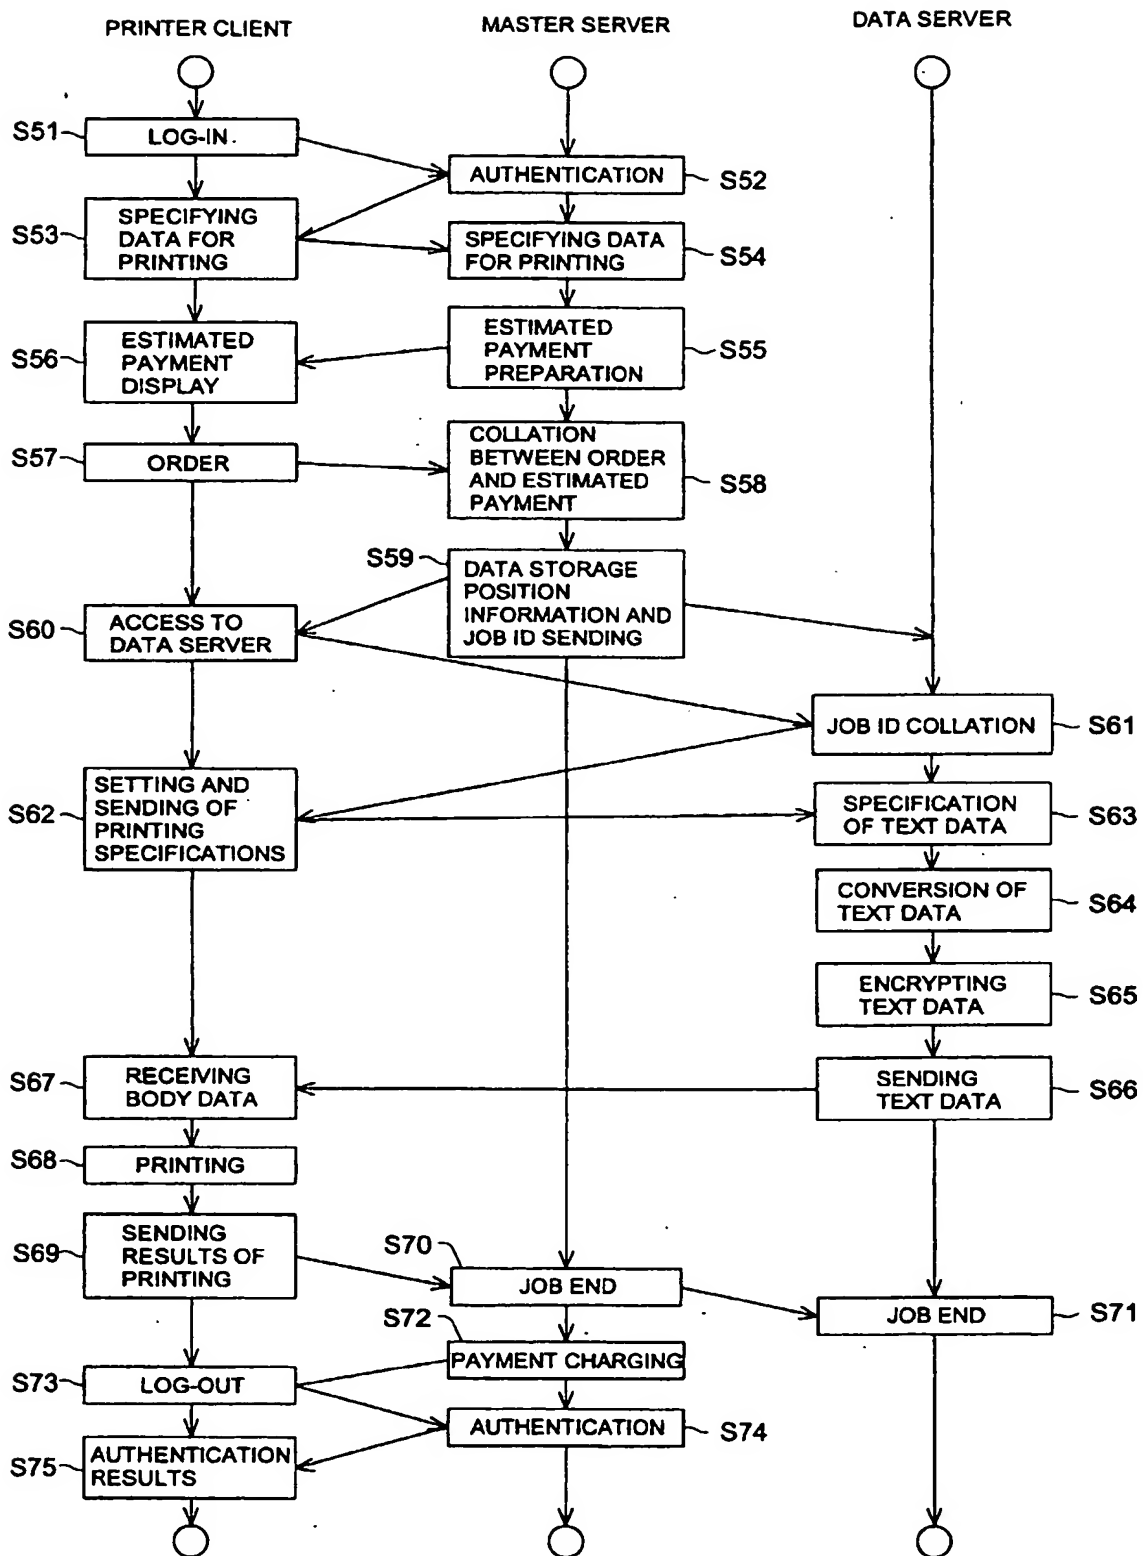 PRINTER CLIENT
MASTER SERVER
DATA SERVER
S51
LOG-IN
AUTHENTICATION
S52
S53
SPECIFYING
DATA FOR
PRINTING
SPECIFYING DATA
FOR PRINTING
S54
S56
ESTIMATED
PAYMENT
DISPLAY
ESTIMATED
PAYMENT
PREPARATION
S55
S57
ORDER
COLLATION
BETWEEN ORDER
AND ESTIMATED
PAYMENT
S58
S59
DATA STORAGE
POSITION
INFORMATION AND
JOB ID SENDING
S60
ACCESS TO
DATA SERVER
JOB ID COLLATION
S61
S62
SETTING AND
SENDING OF
PRINTING
SPECIFICATIONS
SPECIFICATION
OF TEXT DATA
S63
CONVERSION OF
TEXT DATA
S64
ENCRYPTING
TEXT DATA
S65
S67
RECEIVING
BODY DATA
SENDING
TEXT DATA
S66
S68
PRINTING
S69
SENDING
RESULTS OF
PRINTING
S70
JOB END
JOB END
S71
S72
PAYMENT CHARGING
S73
LOG-OUT
AUTHENTICATION
S74
S75
AUTHENTICATION
RESULTS